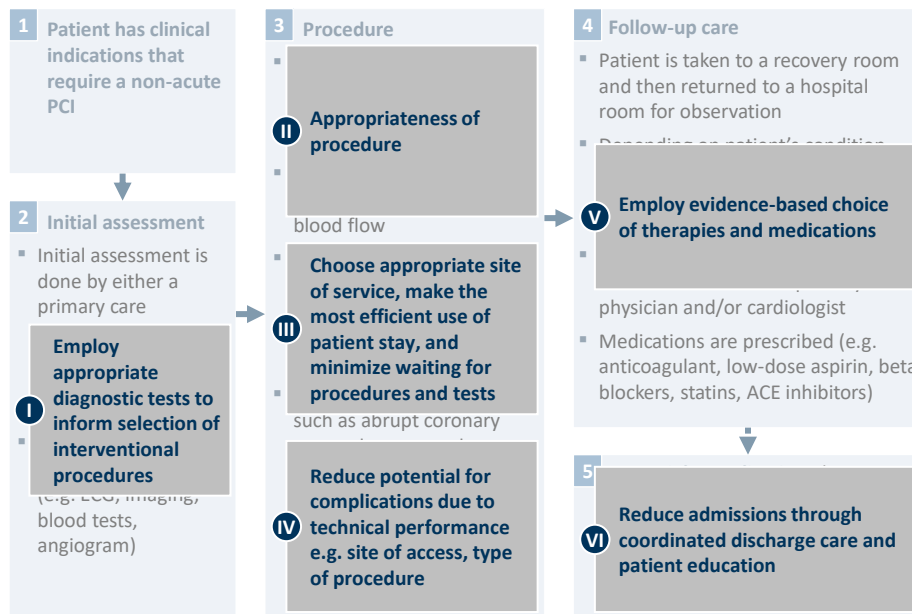 1
Patient has clinical
indications that
require a non-acute
PCI
2
Initial assessment
▪ Initial assessment is
done by either a
primary care
I
Employ
appropriate
diagnostic tests to
inform selection of
interventional
procedures
(e.g. ECG, imaging,
blood tests,
angiogram)
3
Procedure
II
Appropriateness of
procedure
blood flow
III
Choose appropriate site
of service, make the
most efficient use of
patient stay, and
minimize waiting for
procedures and tests
such as abrupt coronary
IV
Reduce potential for
complications due to
technical performance
e.g. site of access, type
of procedure
4
Follow-up care
▪ Patient is taken to a recovery room
and then returned to a hospital
room for observation
▪ Depending on patient's condition
V
Employ evidence-based choice
of therapies and medications
physician and/or cardiologist
▪ Medications are prescribed (e.g.
anticoagulant, low-dose aspirin, beta
blockers, statins, ACE inhibitors)
5
VI
Reduce admissions through
coordinated discharge care and
patient education